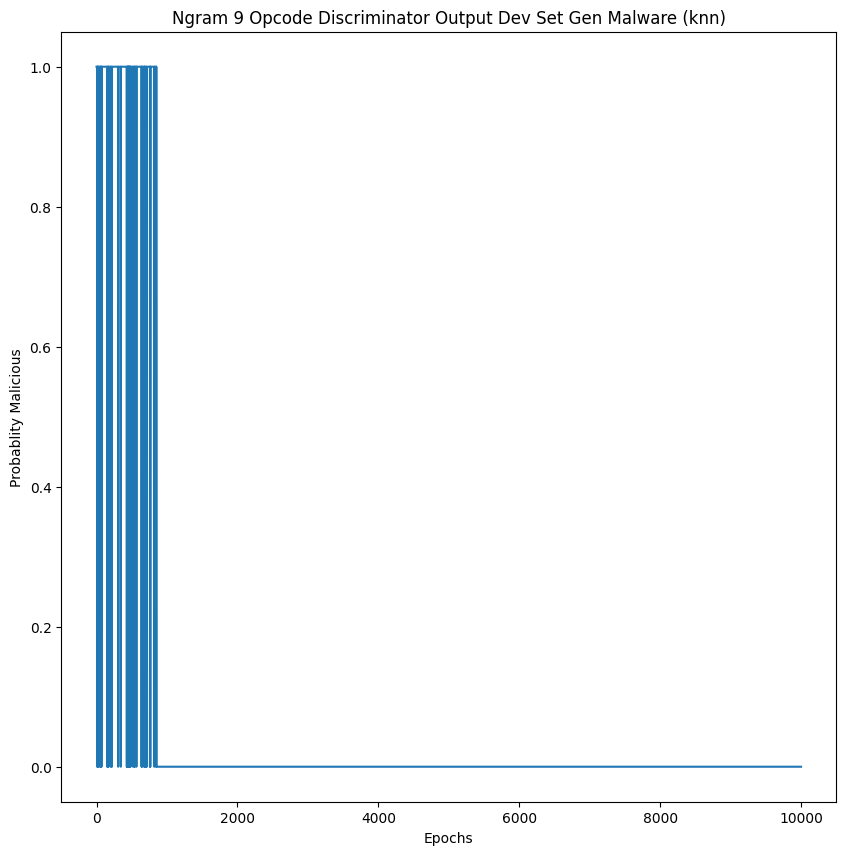 Ngram 9 Opcode Discriminator Output Dev Set Gen Malware (knn)
1.0
0.8
0.6
0.4
0.2
0.0
Probablity Malicious
0 2000 4000 6000 8000 10000
Epochs